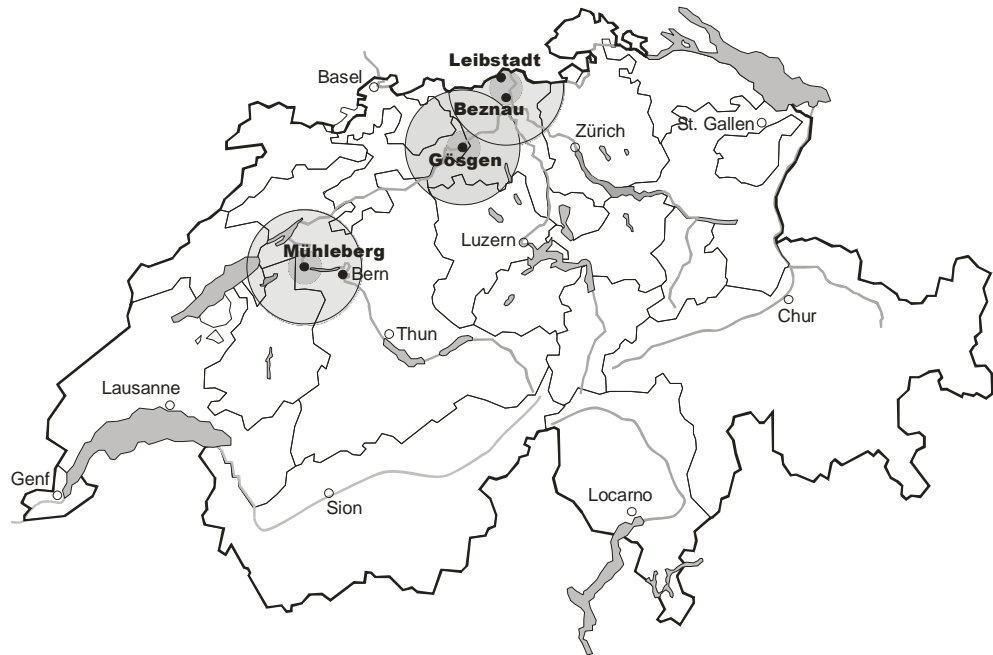 Leibstadt
Basel
Beznau
St. Gallen
Zürich
Gösgen
Luzern
Mühleberg
Bern
Chur
Thun
Lausanne
Genf
Locarno
Sion